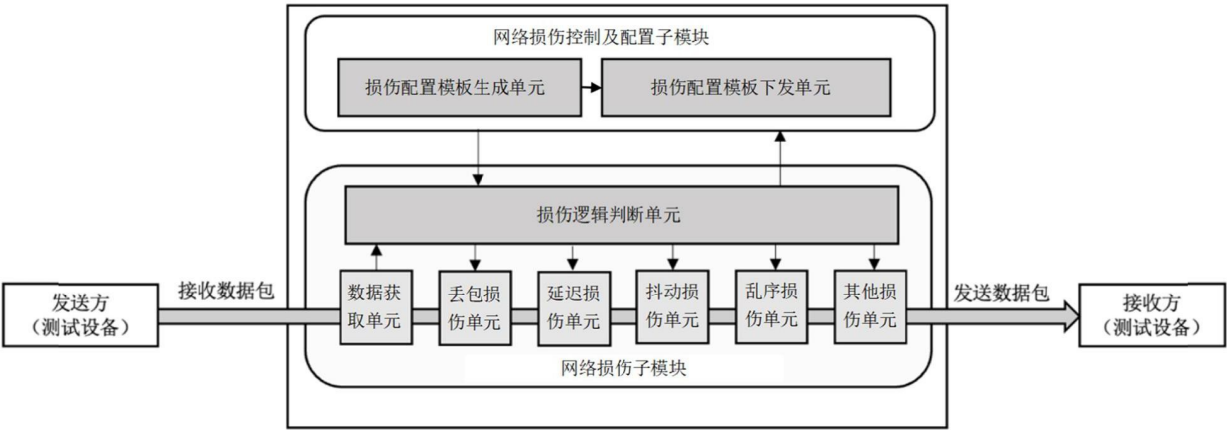 网络损伤控制及配置子模块
损伤配置模板生成单元
损伤配置模板下发单元
损伤逻辑判断单元
发送方
（测试设备）
接收数据包
数据获
取单元
丢包损
伤单元
延迟损
伤单元
抖动损
伤单元
乱序损
伤单元
其他损
伤单元
发送数据包
接收方
（测试设备）
网络损伤子模块